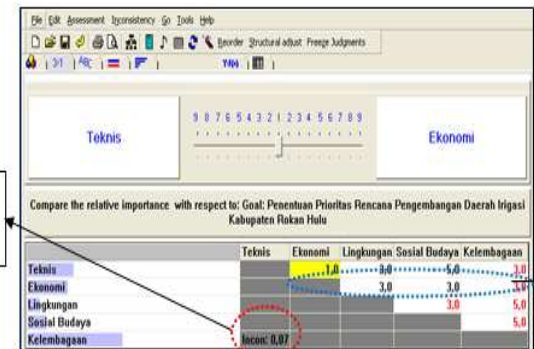 File Edit Assessment Inconsistency Go Tools Help
Reorder Structural adjust Freeze Judgments
3:1 ABC
9 8 7 6 5 4 3 2 1 2 3 4 5 6 7 8 9
Teknis Ekonomi
Compare the relative importance with respect to: Goal: Penentuan Prioritas Rencana Pengembangan Daerah Irigasi
Kabupaten Rokan Hulu
Teknis Ekonomi Lingkungan Sosial Budaya Kelembagaan
Teknis 1,0 3,0 5,0 3,0
Ekonomi 3,0 3,0
Lingkungan 3,0 5,0
Sosial Budaya 5,0
Kelembagaan Incon: 0,07